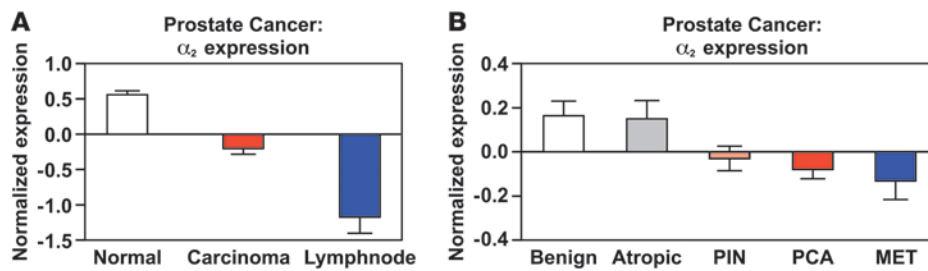 A
Prostate Cancer:
α2 expression
Normalized expression
1.0
0.5
0.0
-0.5
-1.0
-1.5
Normal Carcinoma Lymphnode
B
Prostate Cancer:
α2 expression
Normalized expression
0.4
0.2
0.0
-0.2
-0.4
Benign Atropic PIN PCA MET